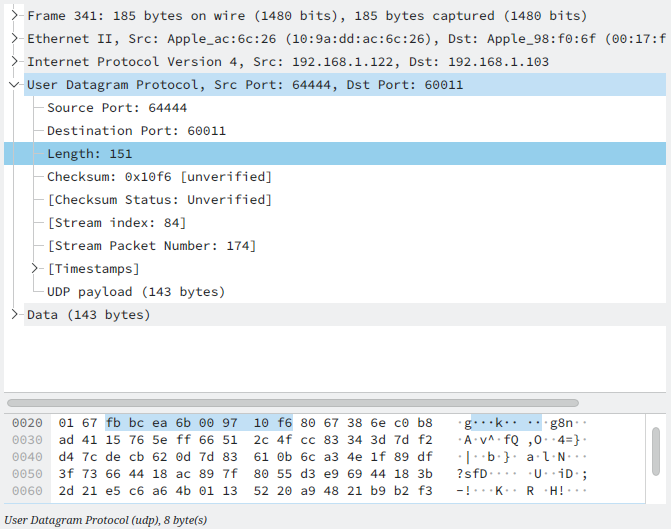 Frame 341: 185 bytes on wire (1480 bits), 185 bytes captured (1480 bits)
Ethernet II, Src: Apple_ac:6c:26 (10:9a:dd:ac:6c:26), Dst: Apple_98:f0:6f (00:17:f
Internet Protocol Version 4, Src: 192.168.1.122, Dst: 192.168.1.103
User Datagram Protocol, Src Port: 64444, Dst Port: 60011
Source Port: 64444
Destination Port: 60011
Length: 151
Checksum: 0x10f6 [unverified]
[Checksum Status: Unverified]
[Stream index: 84]
[Stream Packet Number: 174]
[Timestamps]
UDP payload (143 bytes)
Data (143 bytes)
0020 01 67 fb bc ea 6b 00 97 10 f6 80 67 38 6e c0 b8 ·g···k·· ···g8n··
0030 ad 41 15 76 5e ff 66 51 2c 4f cc 83 34 3d 7d f2 ·A·v^·fQ ,O··4=}·
0040 d4 7c de cb 62 0d 7d 83 61 0b 6c a3 4e 1f 89 df ·|··b·}· a·l·N···
0050 3f 73 66 44 18 ac 89 7f 80 55 d3 e9 69 44 18 3b ?sfD···· ·U··iD·;
0060 2d 21 e5 c6 a6 4b 01 13 52 20 a9 48 21 b9 b2 f3 -!···K·· R ·H!···
User Datagram Protocol (udp), 8 byte(s)